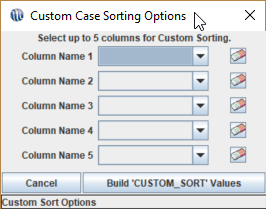 Custom Case Sorting Options
Select up to 5 columns for Custom Sorting.
Column Name 1
Column Name 2
Column Name 3
Column Name 4
Column Name 5
Cancel
Build 'CUSTOM_SORT' Values
Custom Sort Options